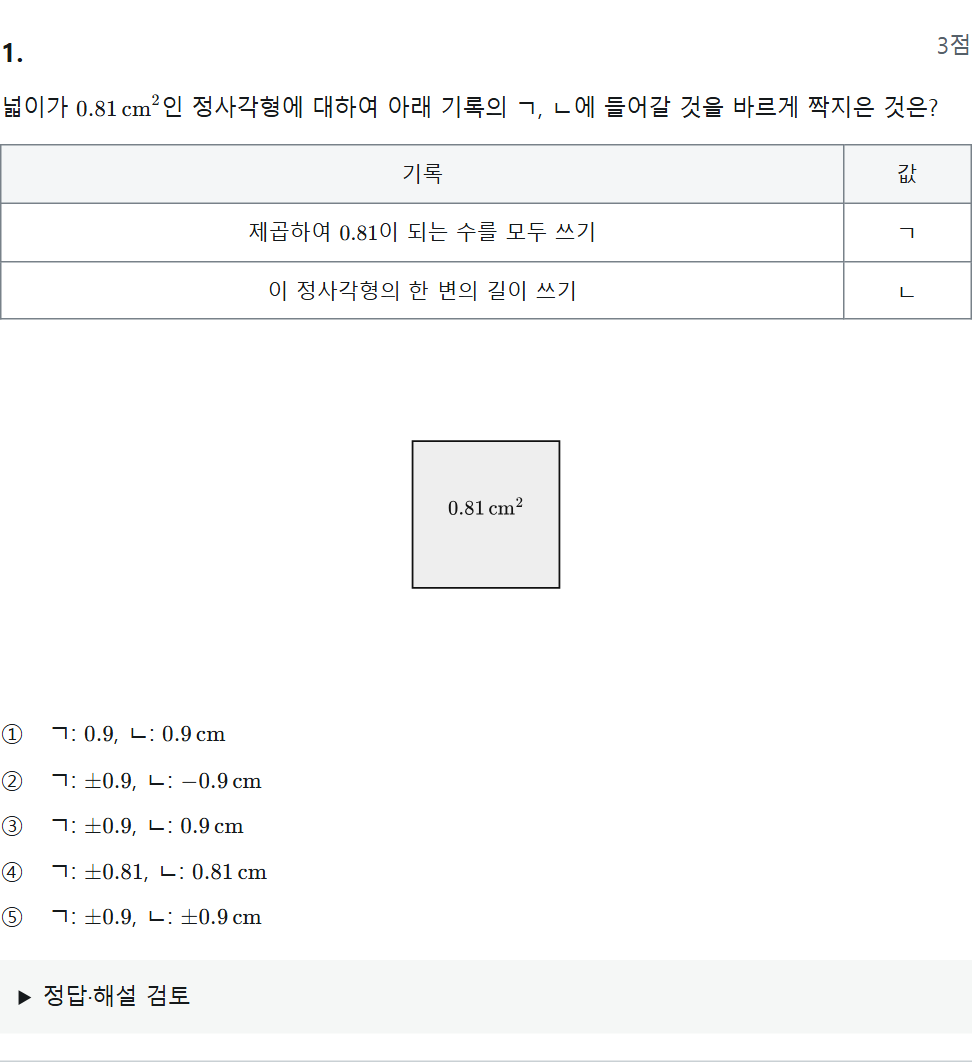 3점
1.
넓이가 0.81 cm²인 정사각형에 대하여 아래 기록의 ㄱ, ㄴ에 들어갈 것을 바르게 짝지은 것은?
기록 값
제곱하여 0.81이 되는 수를 모두 쓰기 ㄱ
이 정사각형의 한 변의 길이 쓰기 ㄴ
0.81 cm²
① ㄱ: 0.9, ㄴ: 0.9 cm
② ㄱ: ±0.9, ㄴ: −0.9 cm
③ ㄱ: ±0.9, ㄴ: 0.9 cm
④ ㄱ: ±0.81, ㄴ: 0.81 cm
⑤ ㄱ: ±0.9, ㄴ: ±0.9 cm
▶ 정답·해설 검토